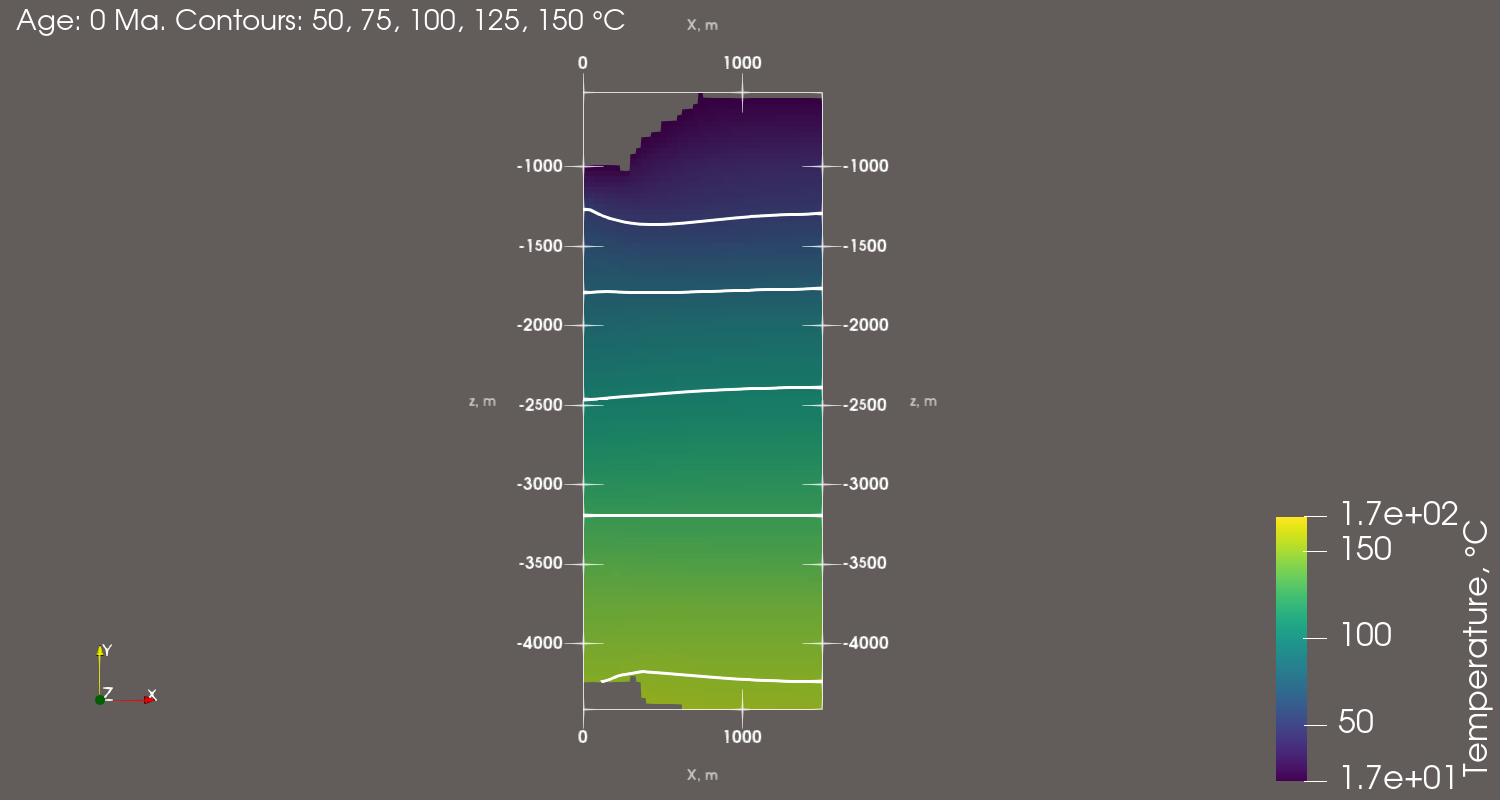 Age: 0 Ma. Contours: 50, 75, 100, 125, 150 °C
X, m
0 1000
-1000 -1000
-1500 -1500
-2000 -2000
z, m -2500 -2500 z, m
-3000 -3000
-3500 -3500
-4000 -4000
0 1000
X, m
Y
Z X
1.7e+02
150
100
50
1.7e+01
Temperature, °C